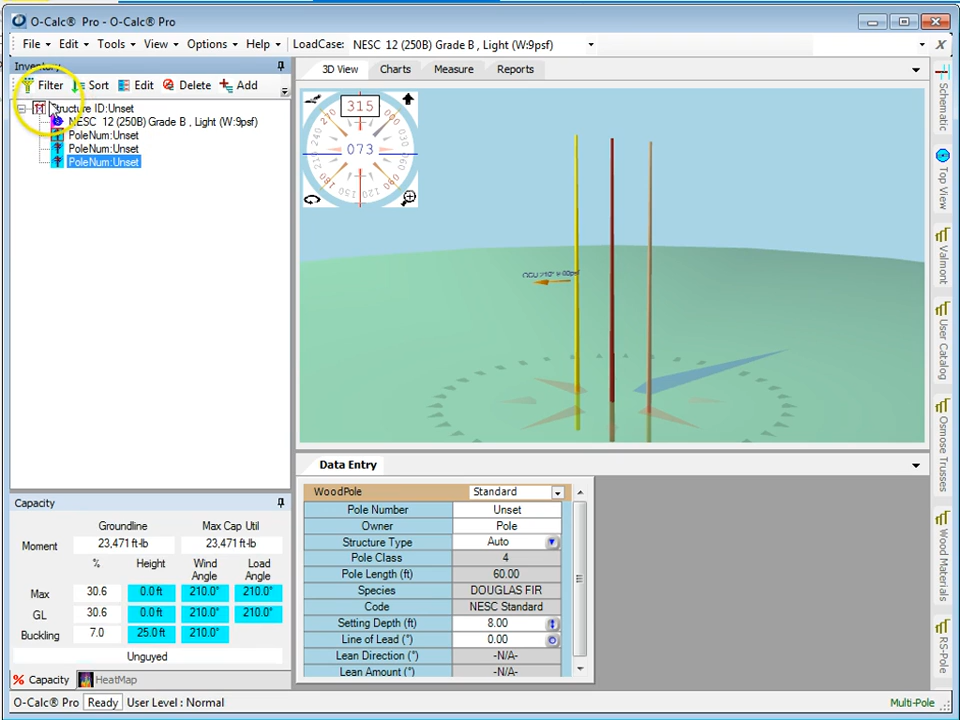 O-Calc® Pro - O-Calc® Pro
File Edit Tools View Options Help LoadCase: NESC 12 (250B) Grade B , Light (W:9psf) X
Inventory
Filter Sort Edit Delete Add
Structure ID:Unset
NESC 12 (250B) Grade B , Light (W:9psf)
PoleNum:Unset
PoleNum:Unset
PoleNum:Unset
3D View Charts Measure Reports
315
073
Data Entry
WoodPole Standard
Pole Number Unset
Owner Pole
Structure Type Auto
Pole Class 4
Pole Length (ft) 60.00
Species DOUGLAS FIR
Code NESC Standard
Setting Depth (ft) 8.00
Line of Lead (°) 0.00
Lean Direction (°) -N/A-
Lean Amount (°) -N/A-
Capacity
Groundline Max Cap Util
Moment 23,471 ft-lb 23,471 ft-lb
% Height Wind Angle Load Angle
Max 30.6 0.0 ft 210.0° 210.0°
GL 30.6 0.0 ft 210.0° 210.0°
Buckling 7.0 25.0 ft 210.0°
Unguyed
% Capacity HeatMap
O-Calc® Pro Ready User Level : Normal Multi-Pole
Schematic
Top View
Valmont
User Catalog
Osmose Trusses
Wood Materials
RS-Pole